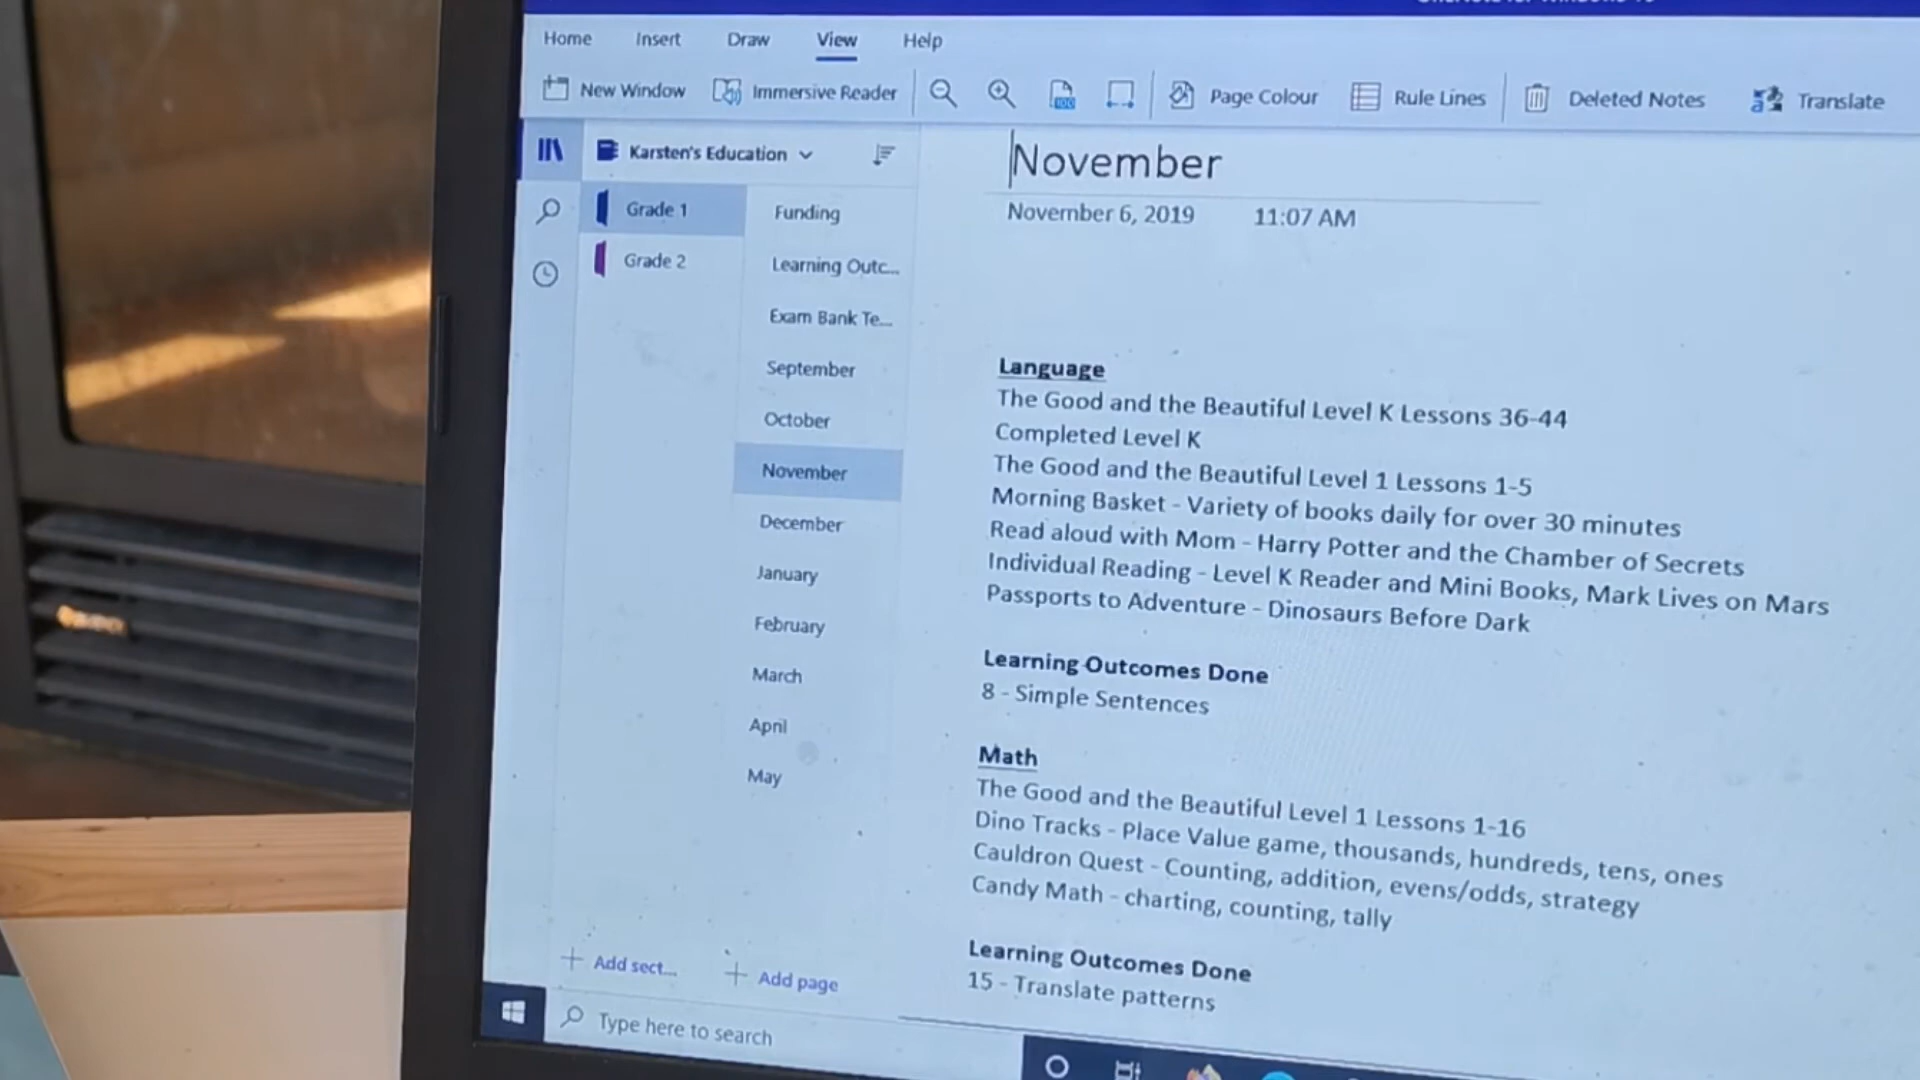 Home Insert Draw View Help
New Window Immersive Reader 100 Page Colour Rule Lines Deleted Notes Translate
Karsten's Education
Grade 1
Grade 2
Funding
Learning Outc...
Exam Bank Te...
September
October
November
December
January
February
March
April
May
Add sect...
Add page
November
November 6, 2019 11:07 AM
Language
The Good and the Beautiful Level K Lessons 36-44
Completed Level K
The Good and the Beautiful Level 1 Lessons 1-5
Morning Basket - Variety of books daily for over 30 minutes
Read aloud with Mom - Harry Potter and the Chamber of Secrets
Individual Reading - Level K Reader and Mini Books, Mark Lives on Mars
Passports to Adventure - Dinosaurs Before Dark
Learning Outcomes Done
8 - Simple Sentences
Math
The Good and the Beautiful Level 1 Lessons 1-16
Dino Tracks - Place Value game, thousands, hundreds, tens, ones
Cauldron Quest - Counting, addition, evens/odds, strategy
Candy Math - charting, counting, tally
Learning Outcomes Done
15 - Translate patterns
Type here to search